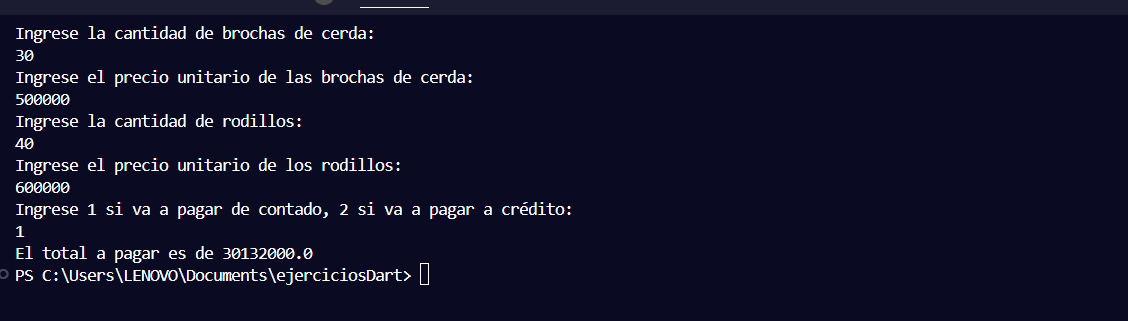 Ingrese la cantidad de brochas de cerda:
30
Ingrese el precio unitario de las brochas de cerda:
500000
Ingrese la cantidad de rodillos:
40
Ingrese el precio unitario de los rodillos:
600000
Ingrese 1 si va a pagar de contado, 2 si va a pagar a crédito:
1
El total a pagar es de 30132000.0
PS C:\Users\LENOVO\Documents\ejerciciosDart>